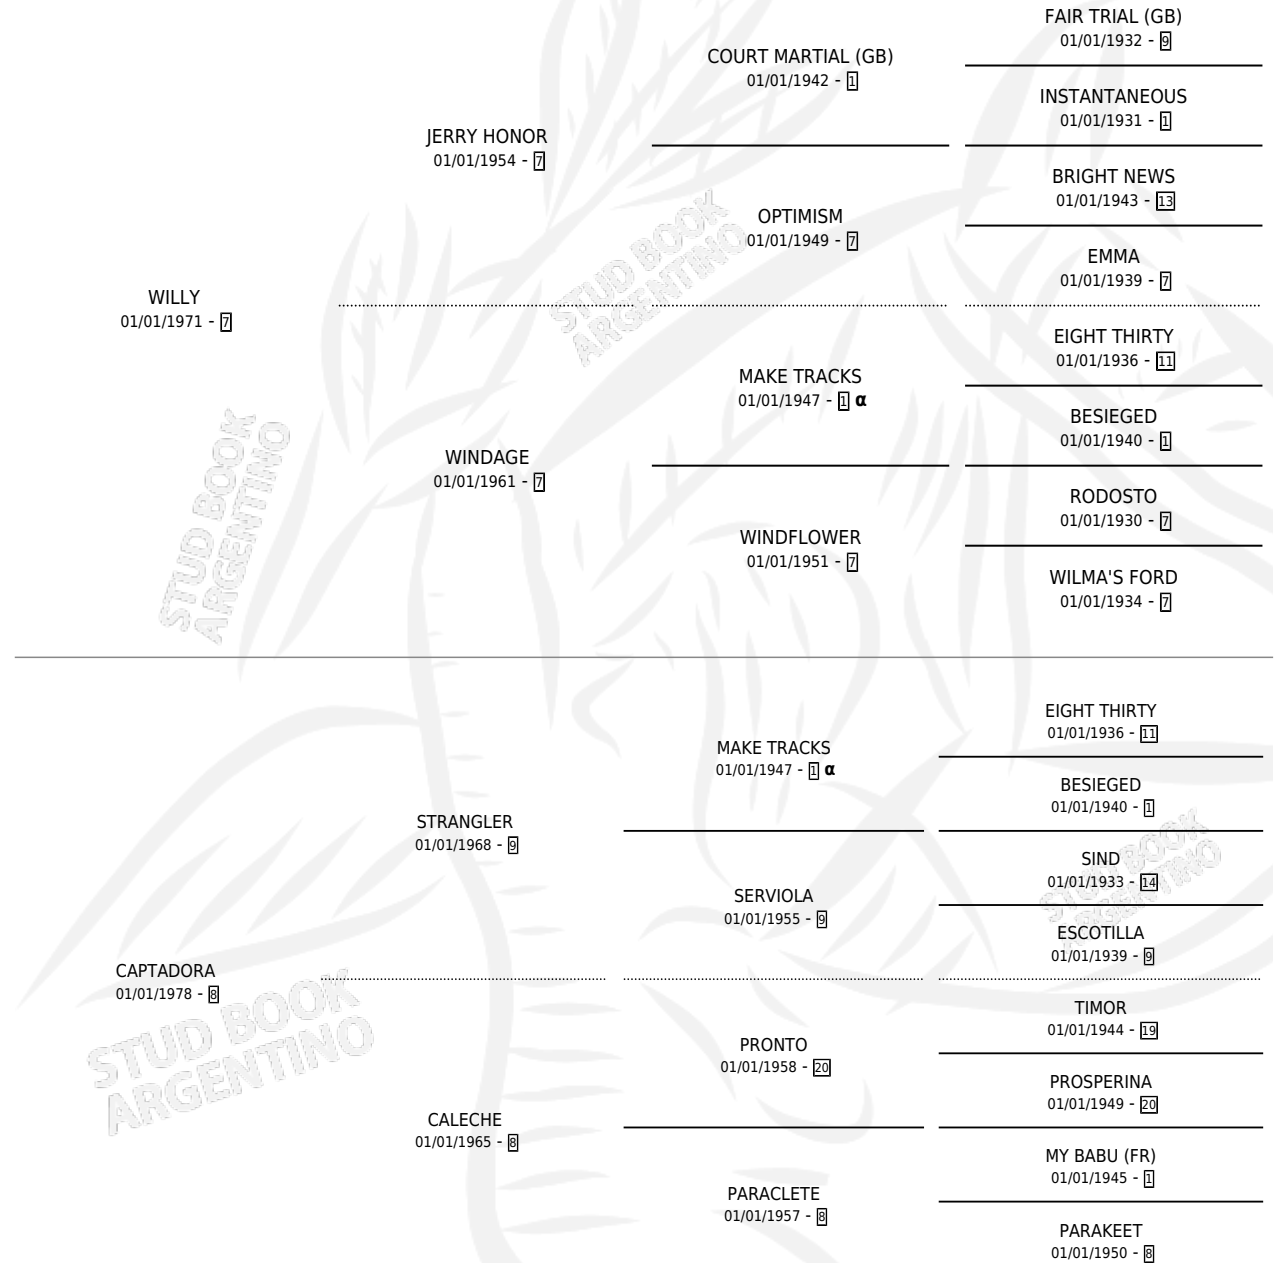 FAIR TRIAL (GB)
01/01/1932 - 9
COURT MARTIAL (GB)
01/01/1942 - 1
INSTANTANEOUS
01/01/1931 - 1
JERRY HONOR
01/01/1954 - 7
BRIGHT NEWS
01/01/1943 - 13
OPTIMISM
01/01/1949 - 7
EMMA
01/01/1939 - 7
WILLY
01/01/1971 - 7
EIGHT THIRTY
01/01/1936 - 11
MAKE TRACKS
01/01/1947 - 1 α
BESIEGED
01/01/1940 - 1
WINDAGE
01/01/1961 - 7
RODOSTO
01/01/1930 - 7
WINDFLOWER
01/01/1951 - 7
WILMA'S FORD
01/01/1934 - 7
EIGHT THIRTY
01/01/1936 - 11
MAKE TRACKS
01/01/1947 - 1 α
BESIEGED
01/01/1940 - 1
STRANGLER
01/01/1968 - 9
SIND
01/01/1933 - 14
SERVIOLA
01/01/1955 - 9
ESCOTILLA
01/01/1939 - 9
CAPTADORA
01/01/1978 - 8
TIMOR
01/01/1944 - 19
PRONTO
01/01/1958 - 20
PROSPERINA
01/01/1949 - 20
CALECHE
01/01/1965 - 8
MY BABU (FR)
01/01/1945 - 1
PARACLETE
01/01/1957 - 8
PARAKEET
01/01/1950 - 8
STUD BOOK
ARGENTINO
STUD BOOK
ARGENTINO
STUD BOOK
ARGENTINO
STUD BOOK
ARGENTINO